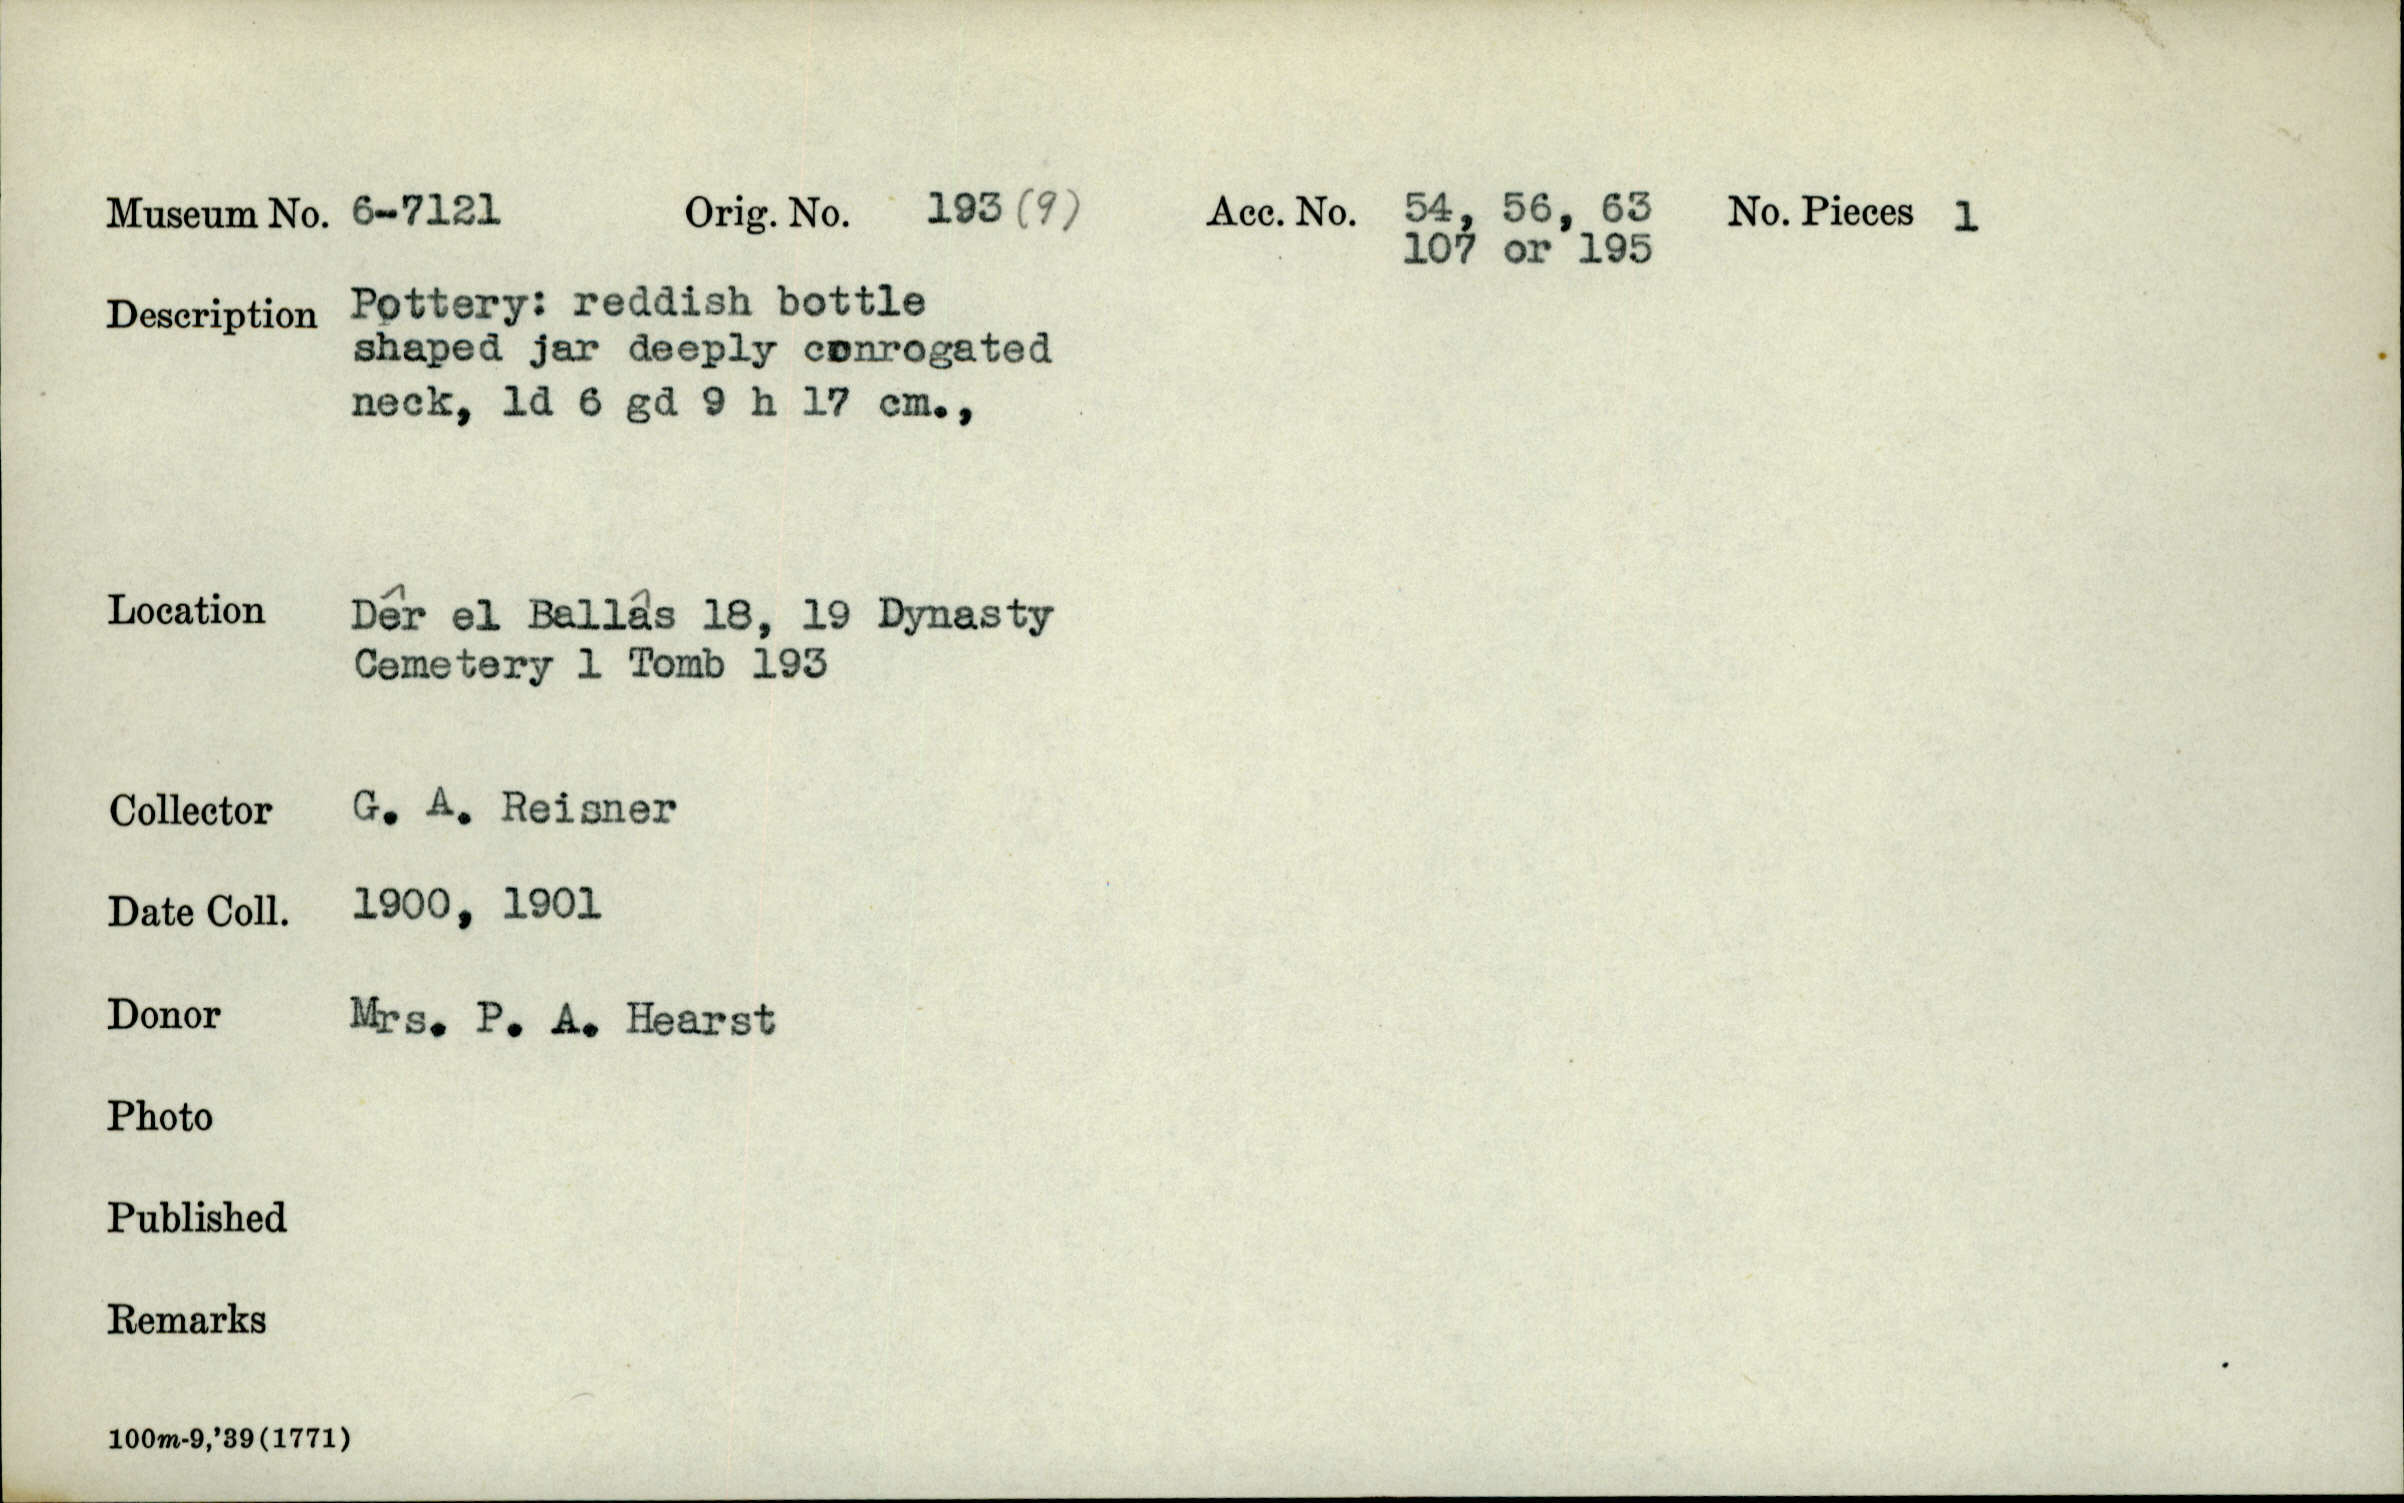 Museum No. 6-7121 Orig. No. 193 (9) Acc. No. 54, 56, 63 No. Pieces 1
107 or 195
Description Pottery: reddish bottle
shaped jar deeply conrogated
neck, ld 6 gd 9 h 17 cm.,
Location Dêr el Ballâs 18, 19 Dynasty
Cemetery 1 Tomb 193
Collector G. A. Reisner
Date Coll. 1900, 1901
Donor Mrs. P. A. Hearst
Photo
Published
Remarks
100m-9,'39(1771)